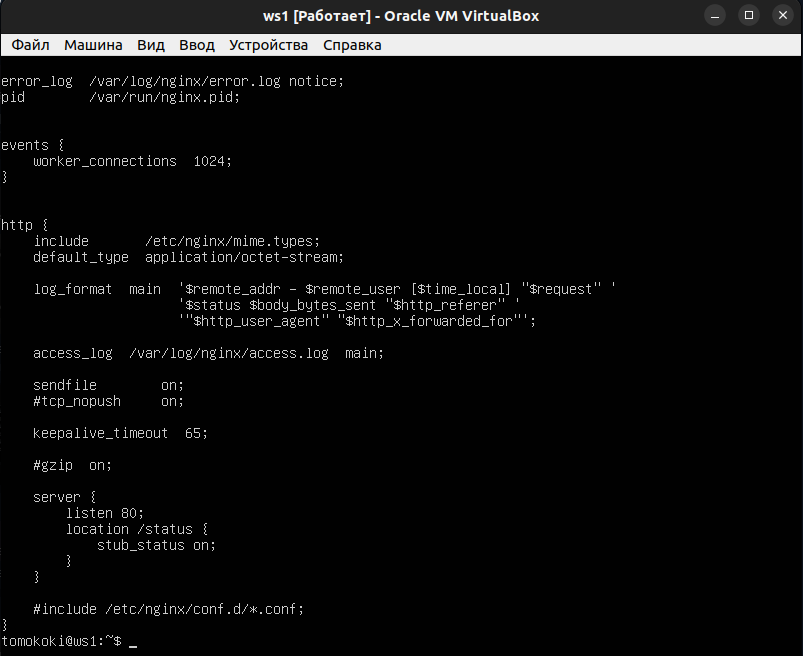 ws1 [Работает] - Oracle VM VirtualBox
Файл Машина Вид Ввод Устройства Справка
error_log  /var/log/nginx/error.log notice;
pid        /var/run/nginx.pid;
events {
    worker_connections  1024;
}
http {
    include       /etc/nginx/mime.types;
    default_type  application/octet-stream;
    log_format  main  '$remote_addr - $remote_user [$time_local] "$request" '
                      '$status $body_bytes_sent "$http_referer" '
                      '"$http_user_agent" "$http_x_forwarded_for"';
    access_log  /var/log/nginx/access.log  main;
    sendfile        on;
    #tcp_nopush     on;
    keepalive_timeout  65;
    #gzip  on;
    server {
        listen 80;
        location /status {
            stub_status on;
        }
    }
    #include /etc/nginx/conf.d/*.conf;
}
tomokoki@ws1:~$ _